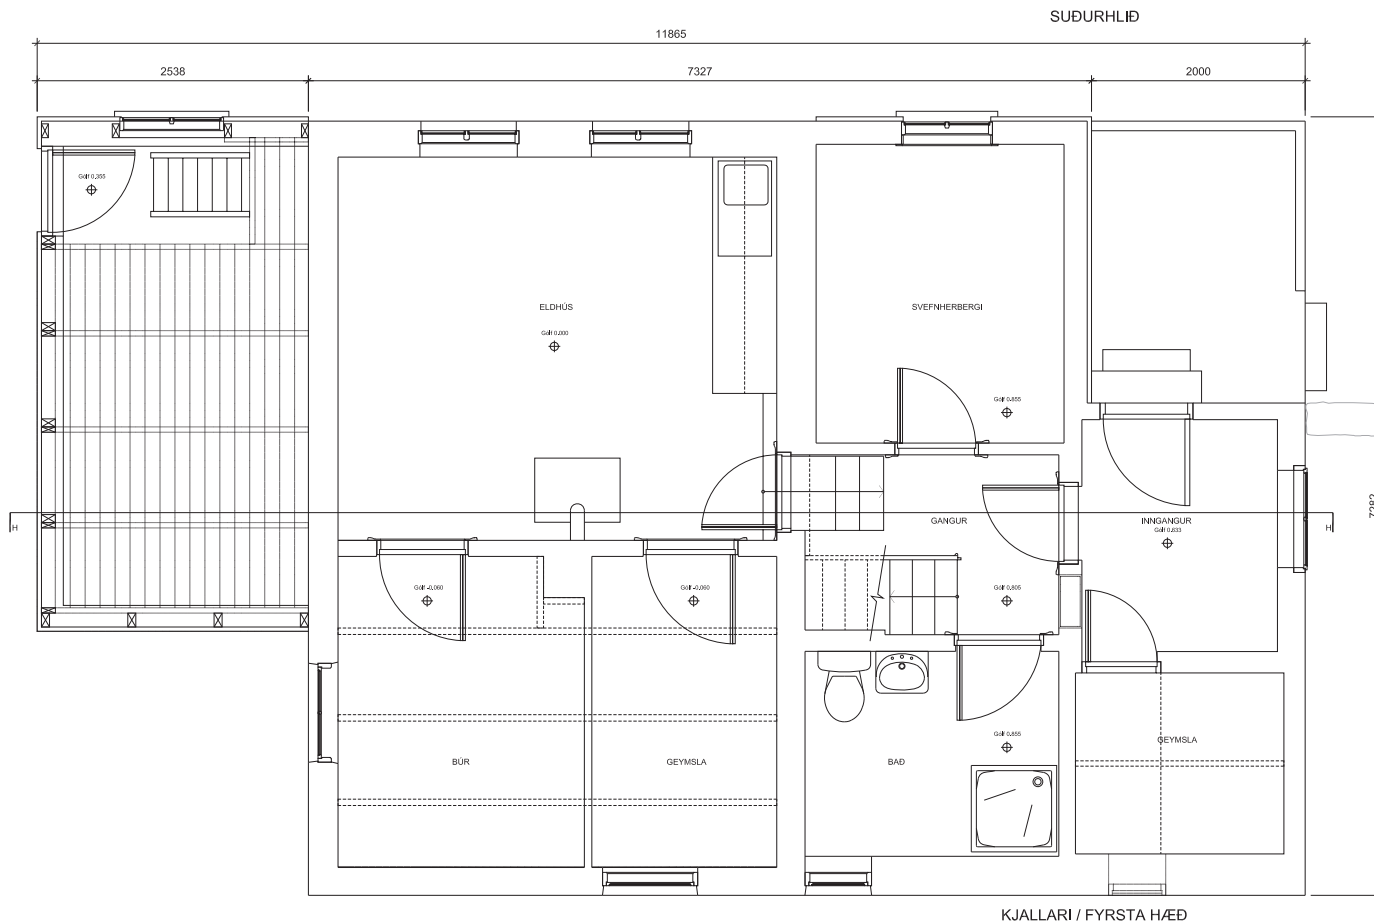 SUÐURHLIÐ
11865
2538 7327 2000
Gólf 0.355
ELDHÚS SVEFNHERBERGI
Gólf 0.000
Gólf 0.855
H GANGUR INNGANGUR H
Gólf 0.833
7282
Gólf -0.060 Gólf -0.060 Gólf 0.805
Gólf 0.855 GEYMSLA
BÚR GEYMSLA BAÐ
KJALLARI / FYRSTA HÆÐ